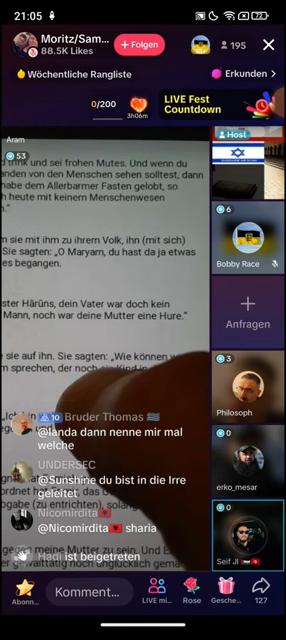 21:05
72
Moritz/Sam...
88.5K Likes
+ Folgen
195
Wöchentliche Rangliste
Erkunden >
0/200
3h06m
LIVE Fest
Countdown
Aram
53
Host
trink und sei frohen Mutes. Und wenn du
anden von den Menschen sehen solltest, dann
habe dem Allerbarmer Fasten gelobt, so
h heute mit keinem Menschenwesen
m sie mit ihm zu ihrem Volk, ihn (mit sich)
Sie sagten: „O Maryam, du hast da ja etwas
es begangen.
ster Hārūns, dein Vater war doch kein
Mann, noch war deine Mutter eine Hure."
e sie auf ihn. Sie sagten: „Wie können
m sprechen, der noch
6
Bobby Race
Anfragen
3
Philosoph
0
erko_mesar
0
Seif JI
10 Bruder Thomas
@landa dann nenne mir mal
welche
UNDERSEC
@Sunshine du bist in die Irre
geleitet
Nicomirdita
@Nicomirdita sharia
Hadi ist beigetreten
gegen meine Mutter zu sein. Und Er
Abonn...
Komment...
LIVE mi...
Rose
Gesche...
127